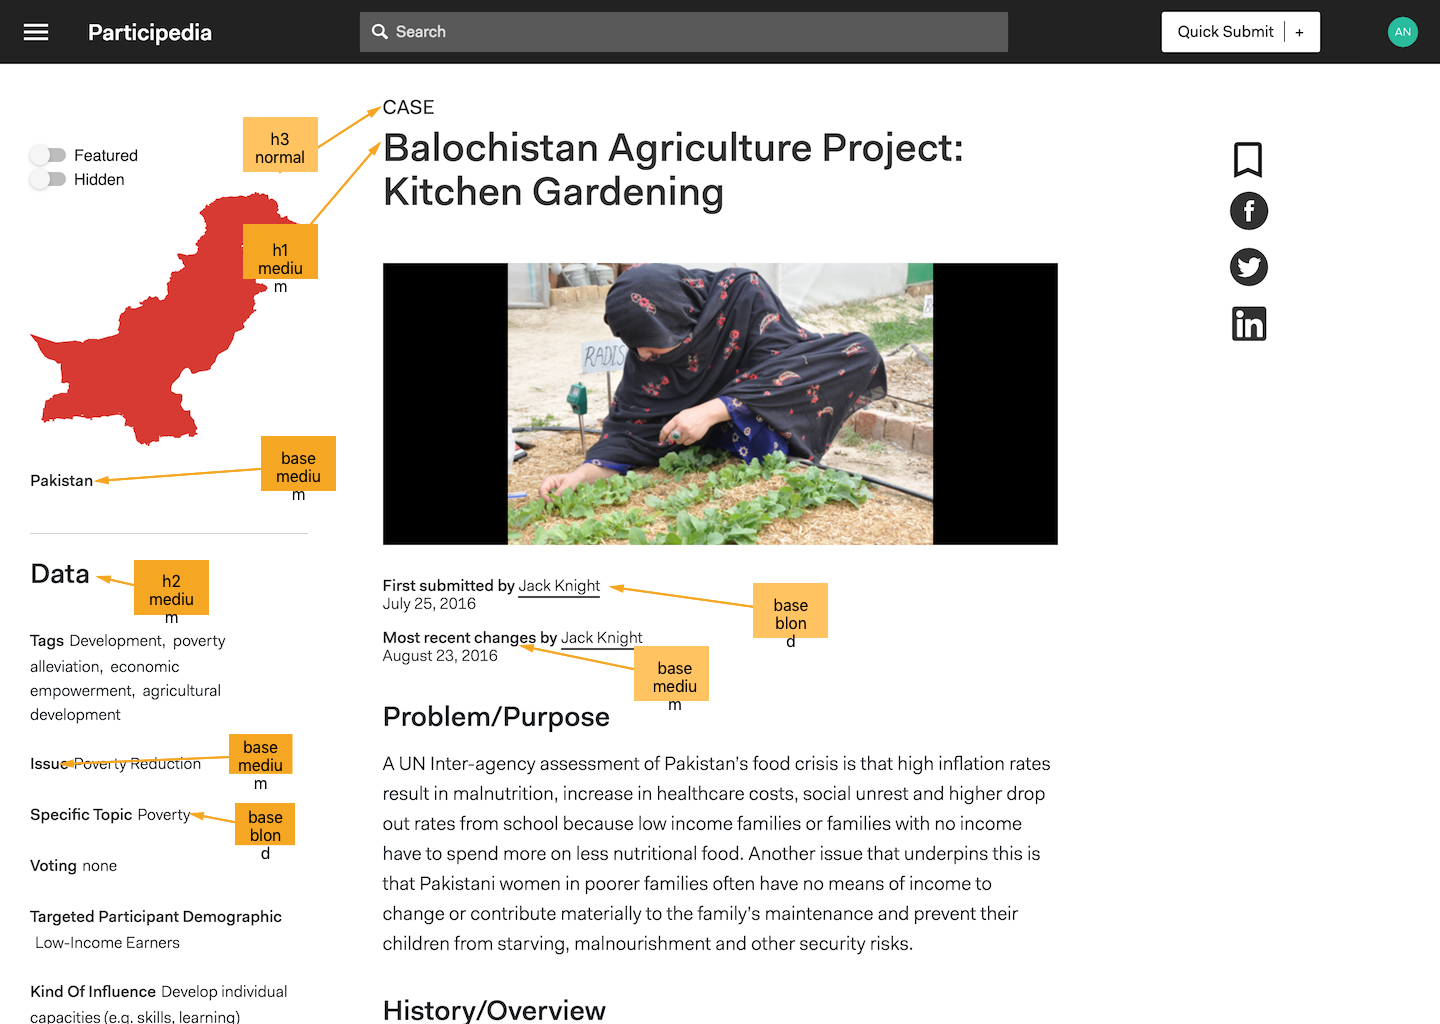 Participedia
Search
Quick Submit +
AN
CASE
Balochistan Agriculture Project:
Kitchen Gardening
h3
normal
Featured
Hidden
h1
mediu
m
base
mediu
m
Pakistan
RADIS
Data
h2
mediu
m
Tags Development, poverty
alleviation, economic
empowerment, agricultural
development
base
mediu
m
Issue Poverty Reduction
Specific Topic Poverty
base
blon
d
Voting none
Targeted Participant Demographic
Low-Income Earners
Kind Of Influence Develop individual
capacities (e.g. skills, learning)
First submitted by Jack Knight
July 25, 2016
base
blon
d
Most recent changes by Jack Knight
August 23, 2016
base
mediu
m
Problem/Purpose
A UN Inter-agency assessment of Pakistan's food crisis is that high inflation rates
result in malnutrition, increase in healthcare costs, social unrest and higher drop
out rates from school because low income families or families with no income
have to spend more on less nutritional food. Another issue that underpins this is
that Pakistani women in poorer families often have no means of income to
change or contribute materially to the family's maintenance and prevent their
children from starving, malnourishment and other security risks.
History/Overview